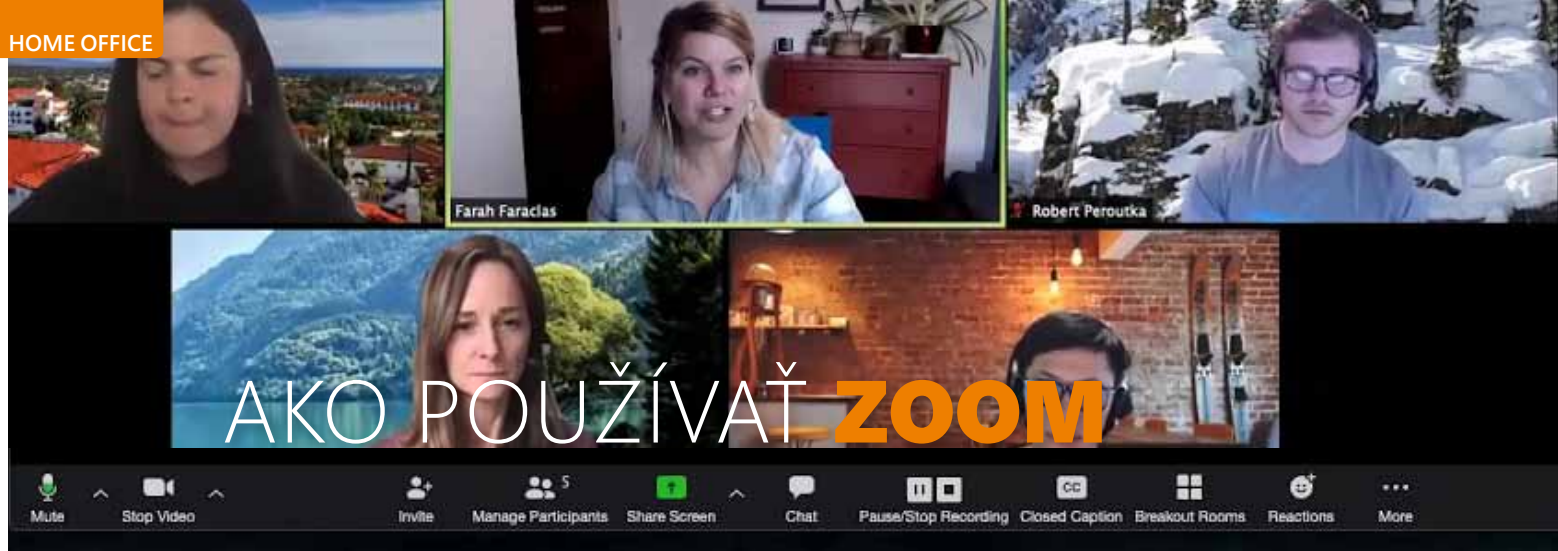 HOME OFFICE
Farah Faraclas
Robert Peroutka
AKO POUŽÍVAŤ ZOOM
5
Mute
Stop Video
Invite
Manage Participants
Share Screen
Chat
Pause/Stop Recording
CC
Closed Caption
Breakout Rooms
Reactions
More